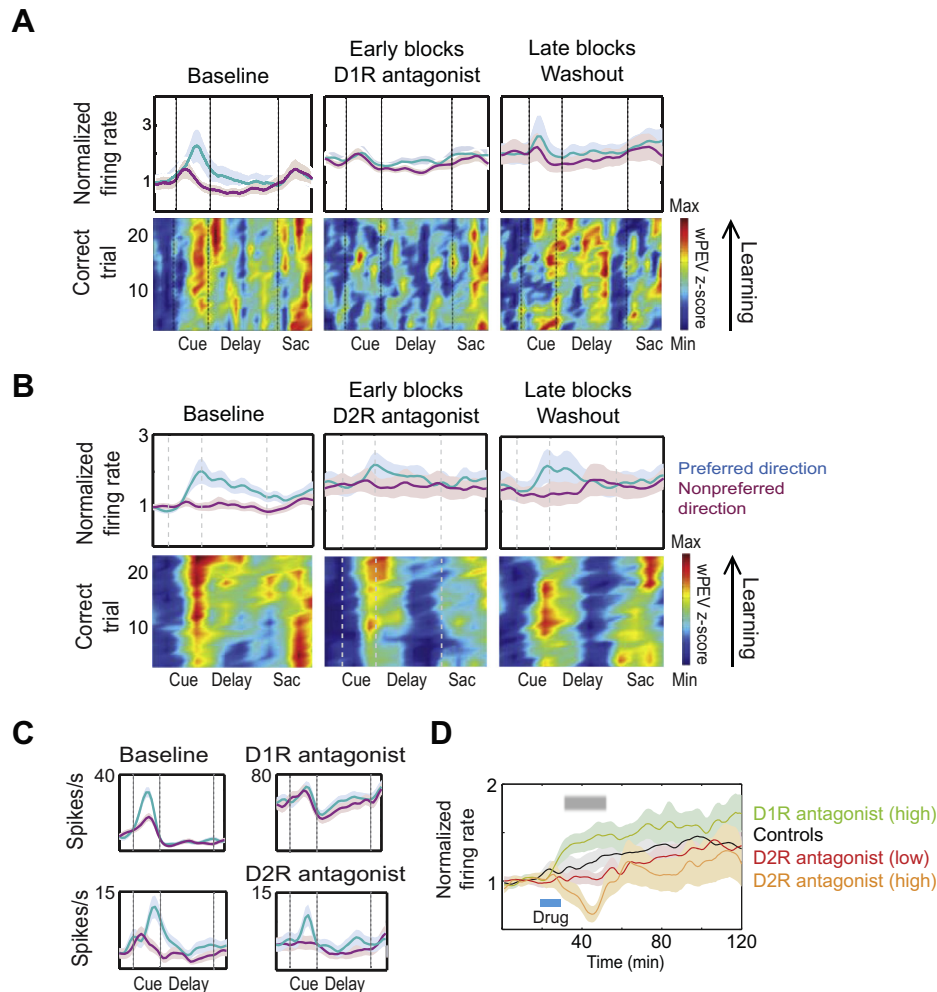 A
Baseline
Early blocks
D1R antagonist
Late blocks
Washout
Normalized
firing rate
3
1
Correct
trial
20
10
Cue Delay Sac
Cue Delay Sac
Cue Delay Sac
Max
wPEV z-score
Min
Learning
B
Baseline
Early blocks
D2R antagonist
Late blocks
Washout
Normalized
firing rate
3
1
Preferred direction
Nonpreferred
direction
Correct
trial
20
10
Cue Delay Sac
Cue Delay Sac
Cue Delay Sac
Max
wPEV z-score
Min
Learning
C
Baseline
D1R antagonist
Spikes/s
40
80
D2R antagonist
Spikes/s
15
15
Cue Delay
Cue Delay
D
Normalized
firing rate
2
1
Drug
40
80
120
Time (min)
D1R antagonist (high)
Controls
D2R antagonist (low)
D2R antagonist (high)